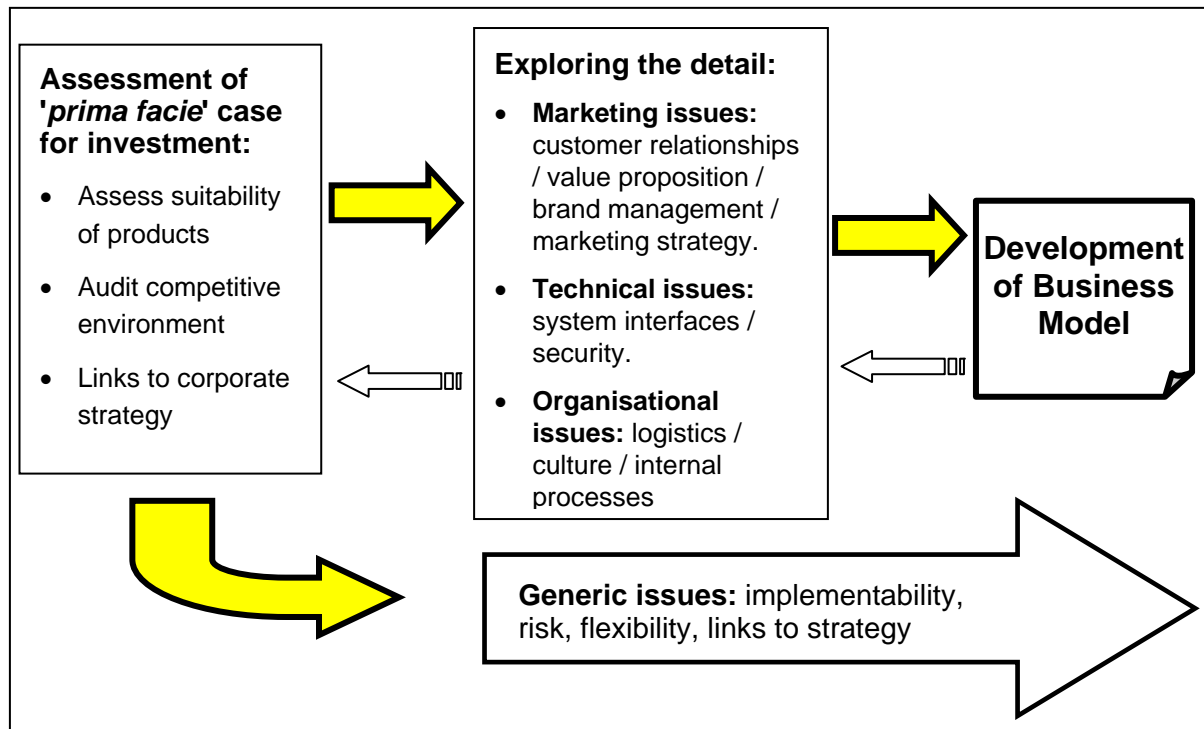 Assessment of
'prima facie' case
for investment:
• Assess suitability
of products
• Audit competitive
environment
• Links to corporate
strategy
Exploring the detail:
• Marketing issues:
customer relationships
/ value proposition /
brand management /
marketing strategy.
• Technical issues:
system interfaces /
security.
• Organisational
issues: logistics /
culture / internal
processes
Development
of Business
Model
Generic issues: implementability,
risk, flexibility, links to strategy